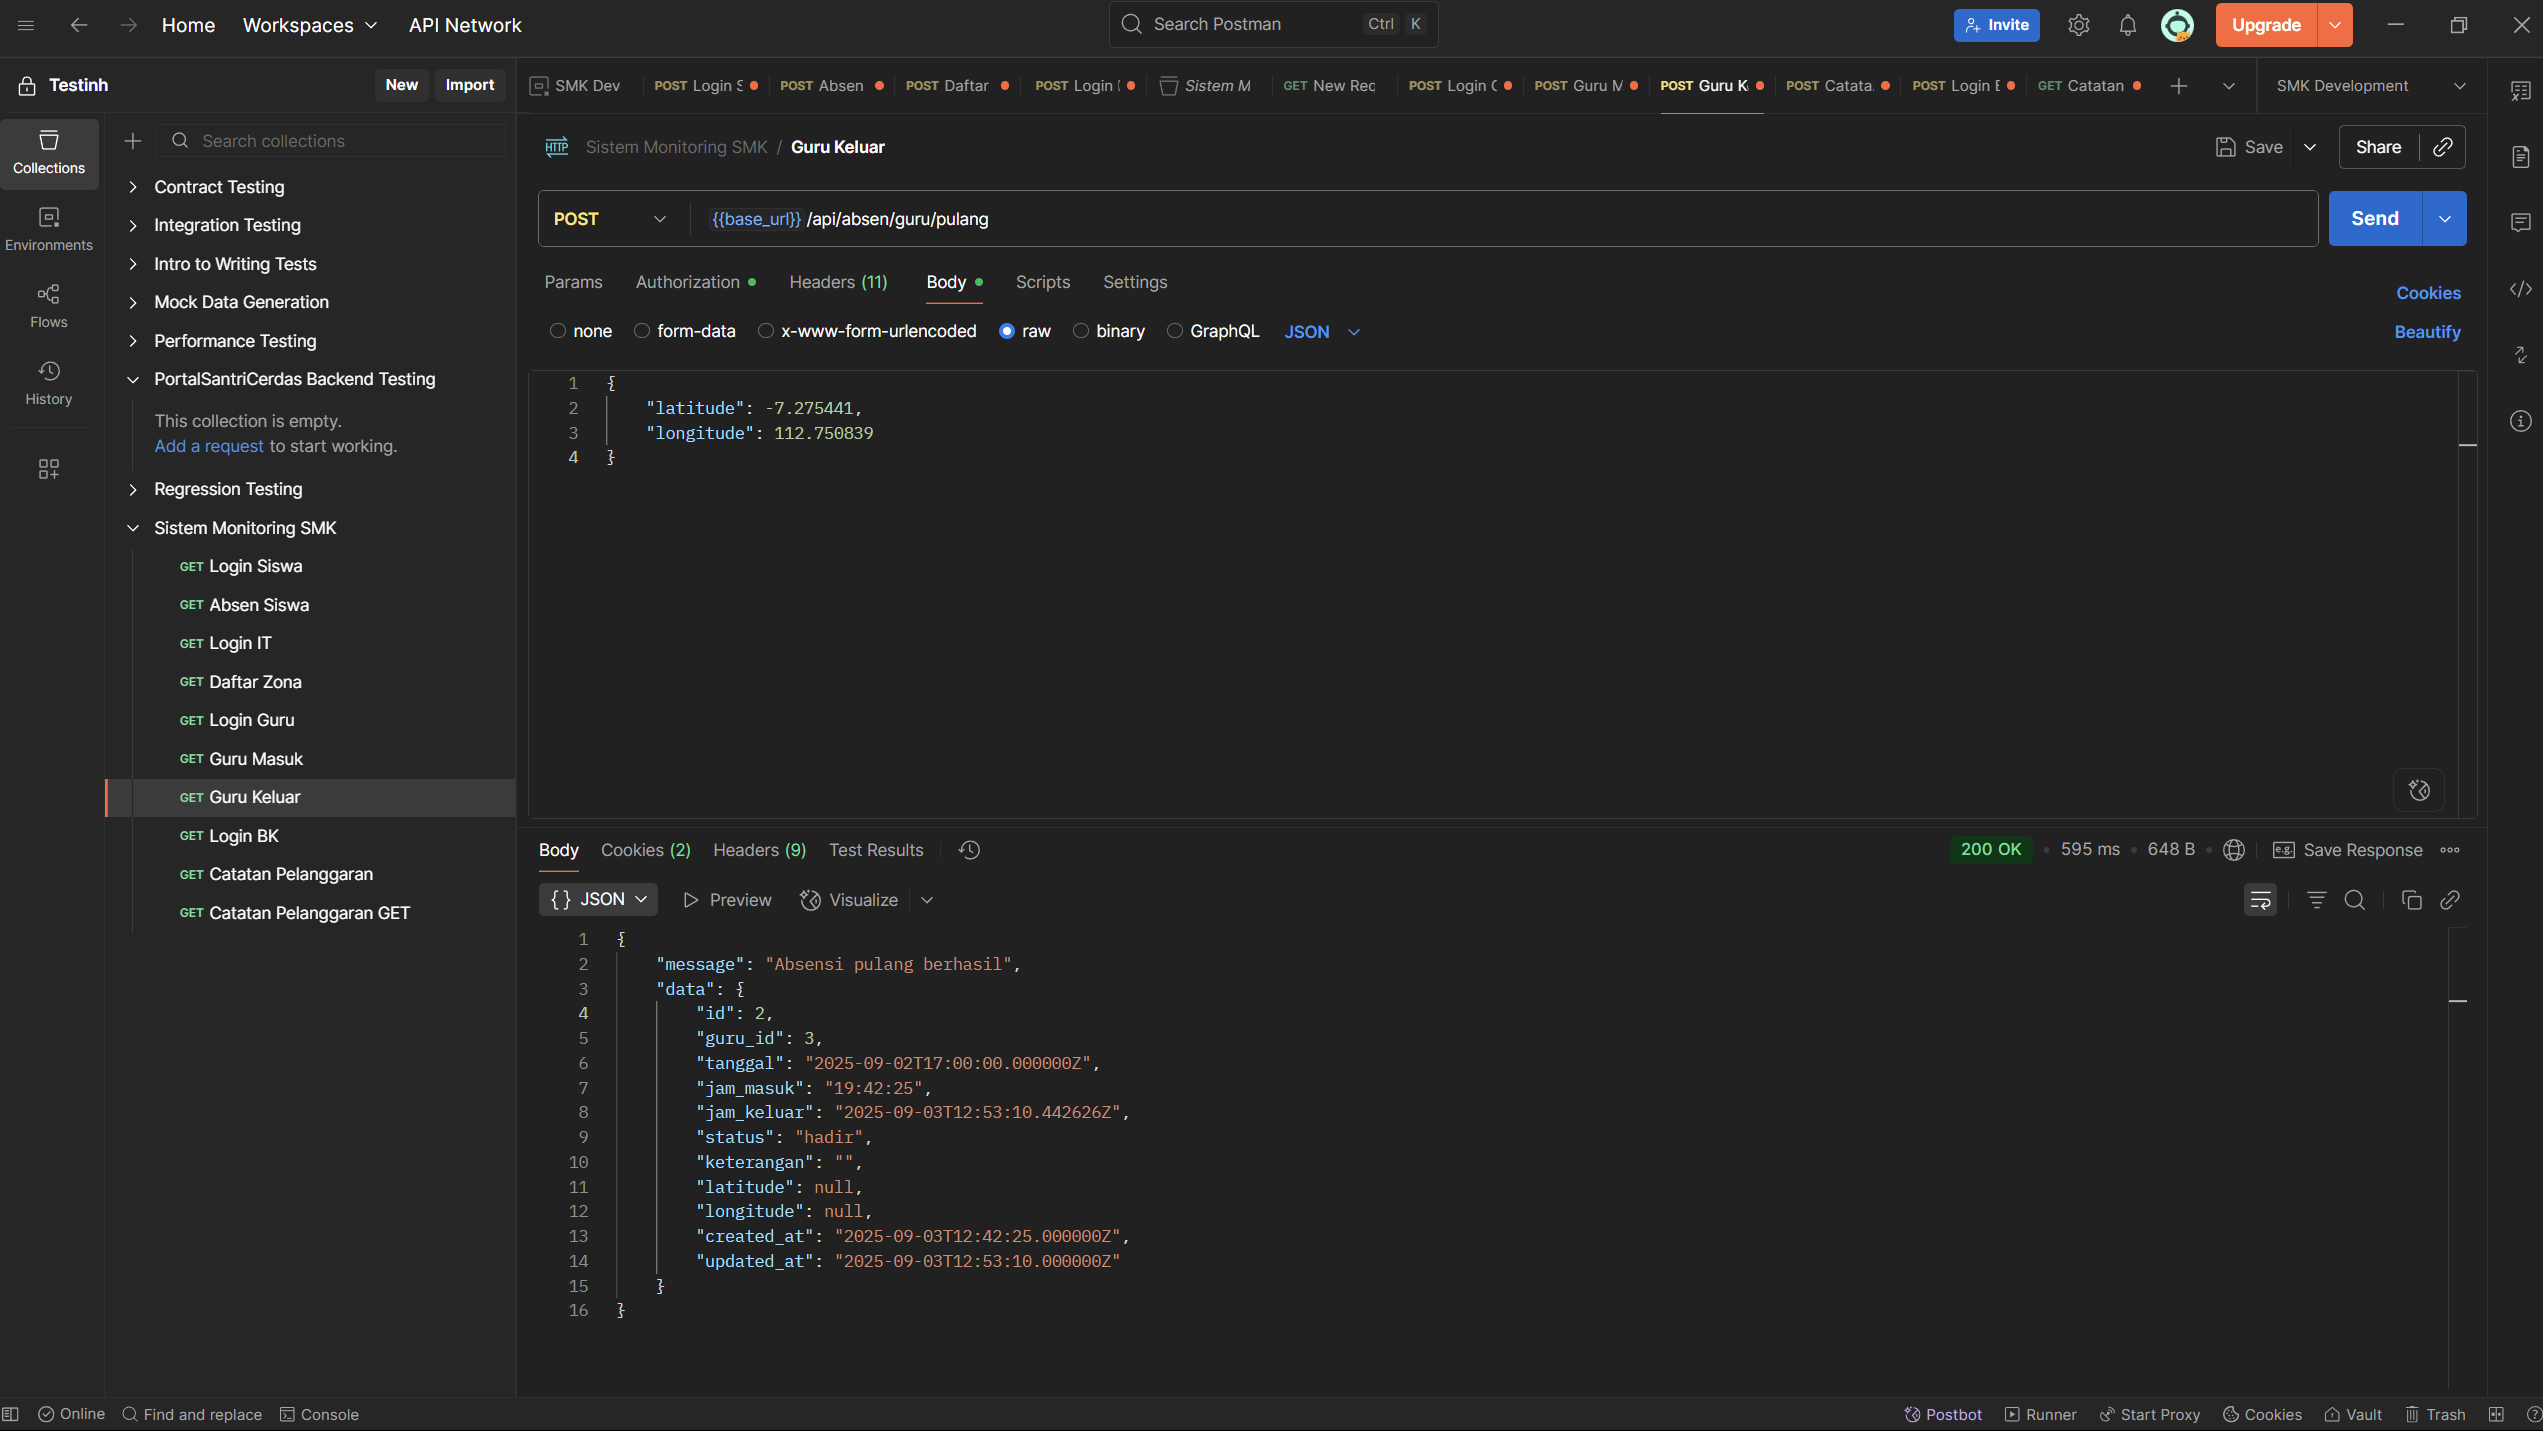 Home Workspaces API Network Search Postman Ctrl K Invite Upgrade
Testinh New Import
SMK Dev POST Login S POST Absen POST Daftar POST Login Sistem M GET New Rec POST Login POST Guru M POST Guru K POST Catata. POST Login GET Catatan SMK Development
Collections
Environments
Flows
History
Search collections
Contract Testing
Integration Testing
Intro to Writing Tests
Mock Data Generation
Performance Testing
PortalSantriCerdas Backend Testing
This collection is empty.
Add a request to start working.
Regression Testing
Sistem Monitoring SMK
GET Login Siswa
GET Absen Siswa
GET Login IT
GET Daftar Zona
GET Login Guru
GET Guru Masuk
GET Guru Keluar
GET Login BK
GET Catatan Pelanggaran
GET Catatan Pelanggaran GET
HTTP Sistem Monitoring SMK / Guru Keluar Save Share
POST {{base_url}}/api/absen/guru/pulang Send
Params Authorization Headers (11) Body Scripts Settings Cookies
none form-data x-www-form-urlencoded raw binary GraphQL JSON Beautify
1 {
2 "latitude": -7.275441,
3 "longitude": 112.750839
4 }
Body Cookies (2) Headers (9) Test Results 200 OK 595 ms 648 B e.g. Save Response
{} JSON Preview Visualize
1 {
2 "message": "Absensi pulang berhasil",
3 "data": {
4 "id": 2,
5 "guru_id": 3,
6 "tanggal": "2025-09-02T17:00:00.000000Z",
7 "jam_masuk": "19:42:25",
8 "jam_keluar": "2025-09-03T12:53:10.442626Z",
9 "status": "hadir",
10 "keterangan": "",
11 "latitude": null,
12 "longitude": null,
13 "created_at": "2025-09-03T12:42:25.000000Z",
14 "updated_at": "2025-09-03T12:53:10.000000Z"
15 }
16 }
Online Find and replace Console Postbot Runner Start Proxy Cookies Vault Trash